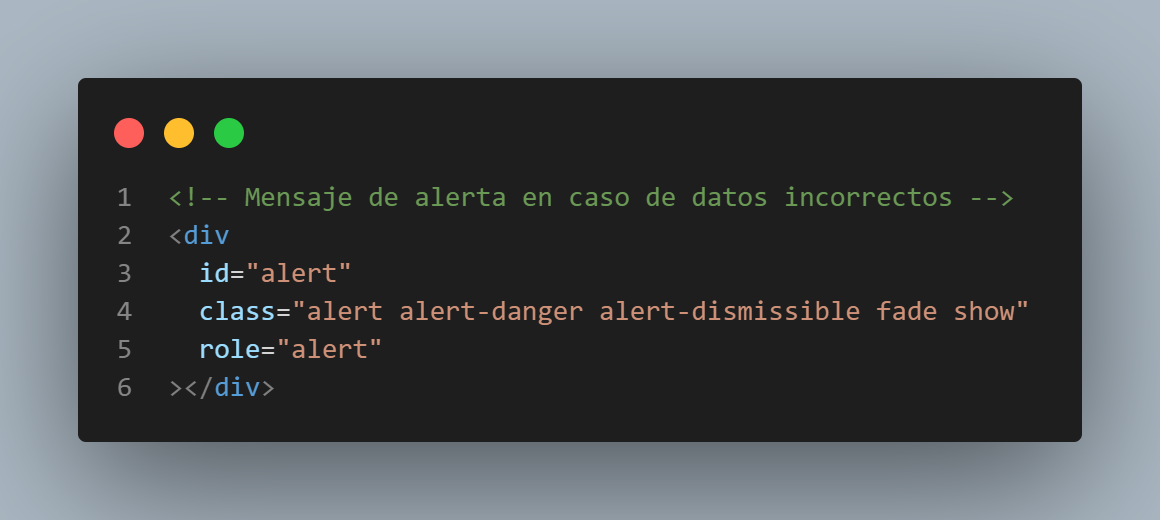 1 <!-- Mensaje de alerta en caso de datos incorrectos -->
2 <div
3   id="alert"
4   class="alert alert-danger alert-dismissible fade show"
5   role="alert"
6 ></div>